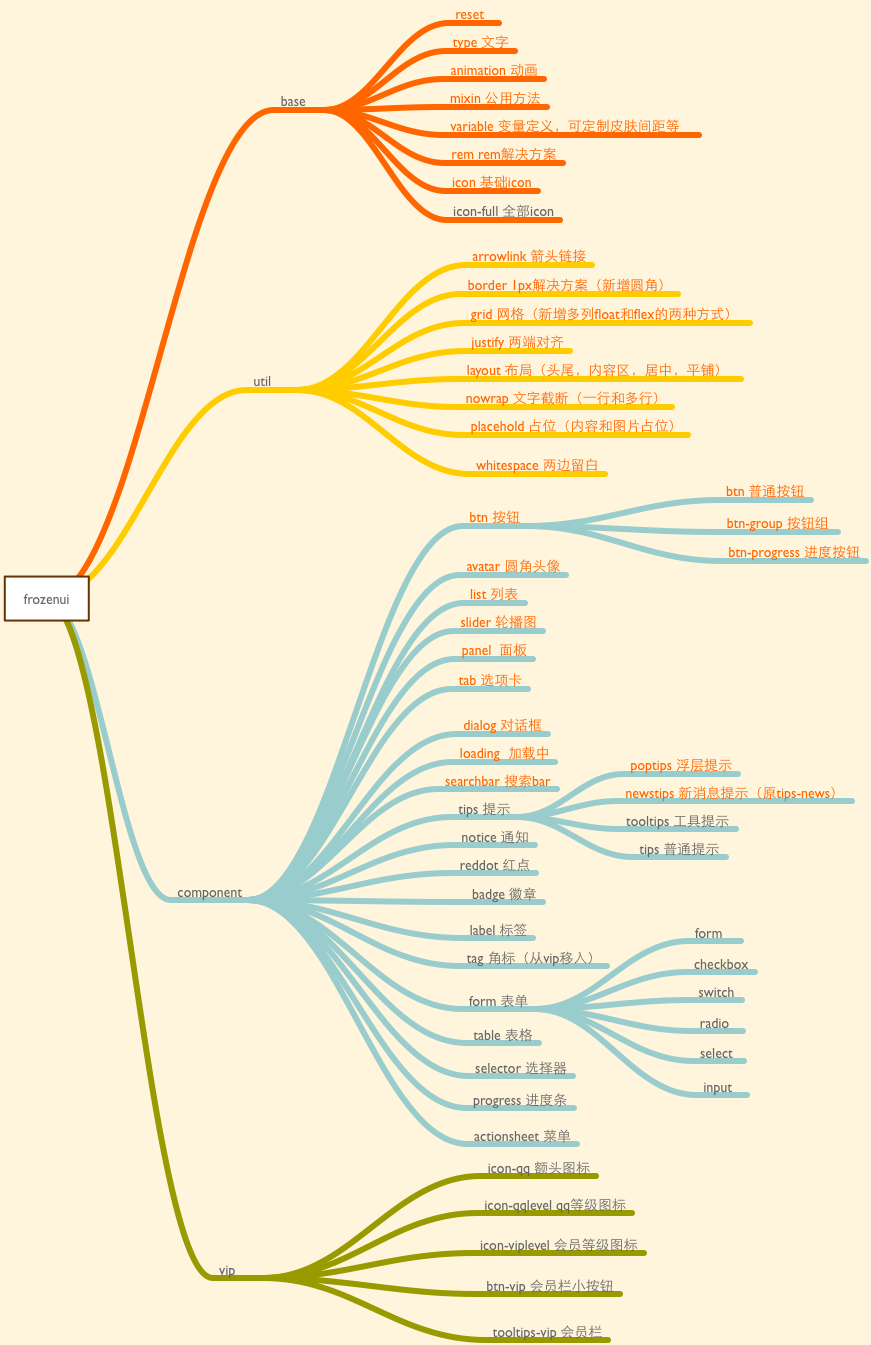 frozenui
base
reset
type 文字
animation 动画
mixin 公用方法
variable 变量定义，可定制皮肤间距等
rem rem解决方案
icon 基础icon
icon-full 全部icon
util
arrowlink 箭头链接
border 1px解决方案（新增圆角）
grid 网格（新增多列float和flex的两种方式）
justify 两端对齐
layout 布局（头尾，内容区，居中，平铺）
nowrap 文字截断（一行和多行）
placehold 占位（内容和图片占位）
whitespace 两边留白
component
btn 按钮
btn 普通按钮
btn-group 按钮组
btn-progress 进度按钮
avatar 圆角头像
list 列表
slider 轮播图
panel  面板
tab 选项卡
dialog 对话框
loading  加载中
searchbar 搜索bar
tips 提示
poptips 浮层提示
newstips 新消息提示（原tips-news）
tooltips 工具提示
tips 普通提示
notice 通知
reddot 红点
badge 徽章
label 标签
tag 角标（从vip移入）
form 表单
form
checkbox
switch
radio
select
input
table 表格
selector 选择器
progress 进度条
actionsheet 菜单
vip
icon-qq 额头图标
icon-qqlevel qq等级图标
icon-viplevel 会员等级图标
btn-vip 会员栏小按钮
tooltips-vip 会员栏